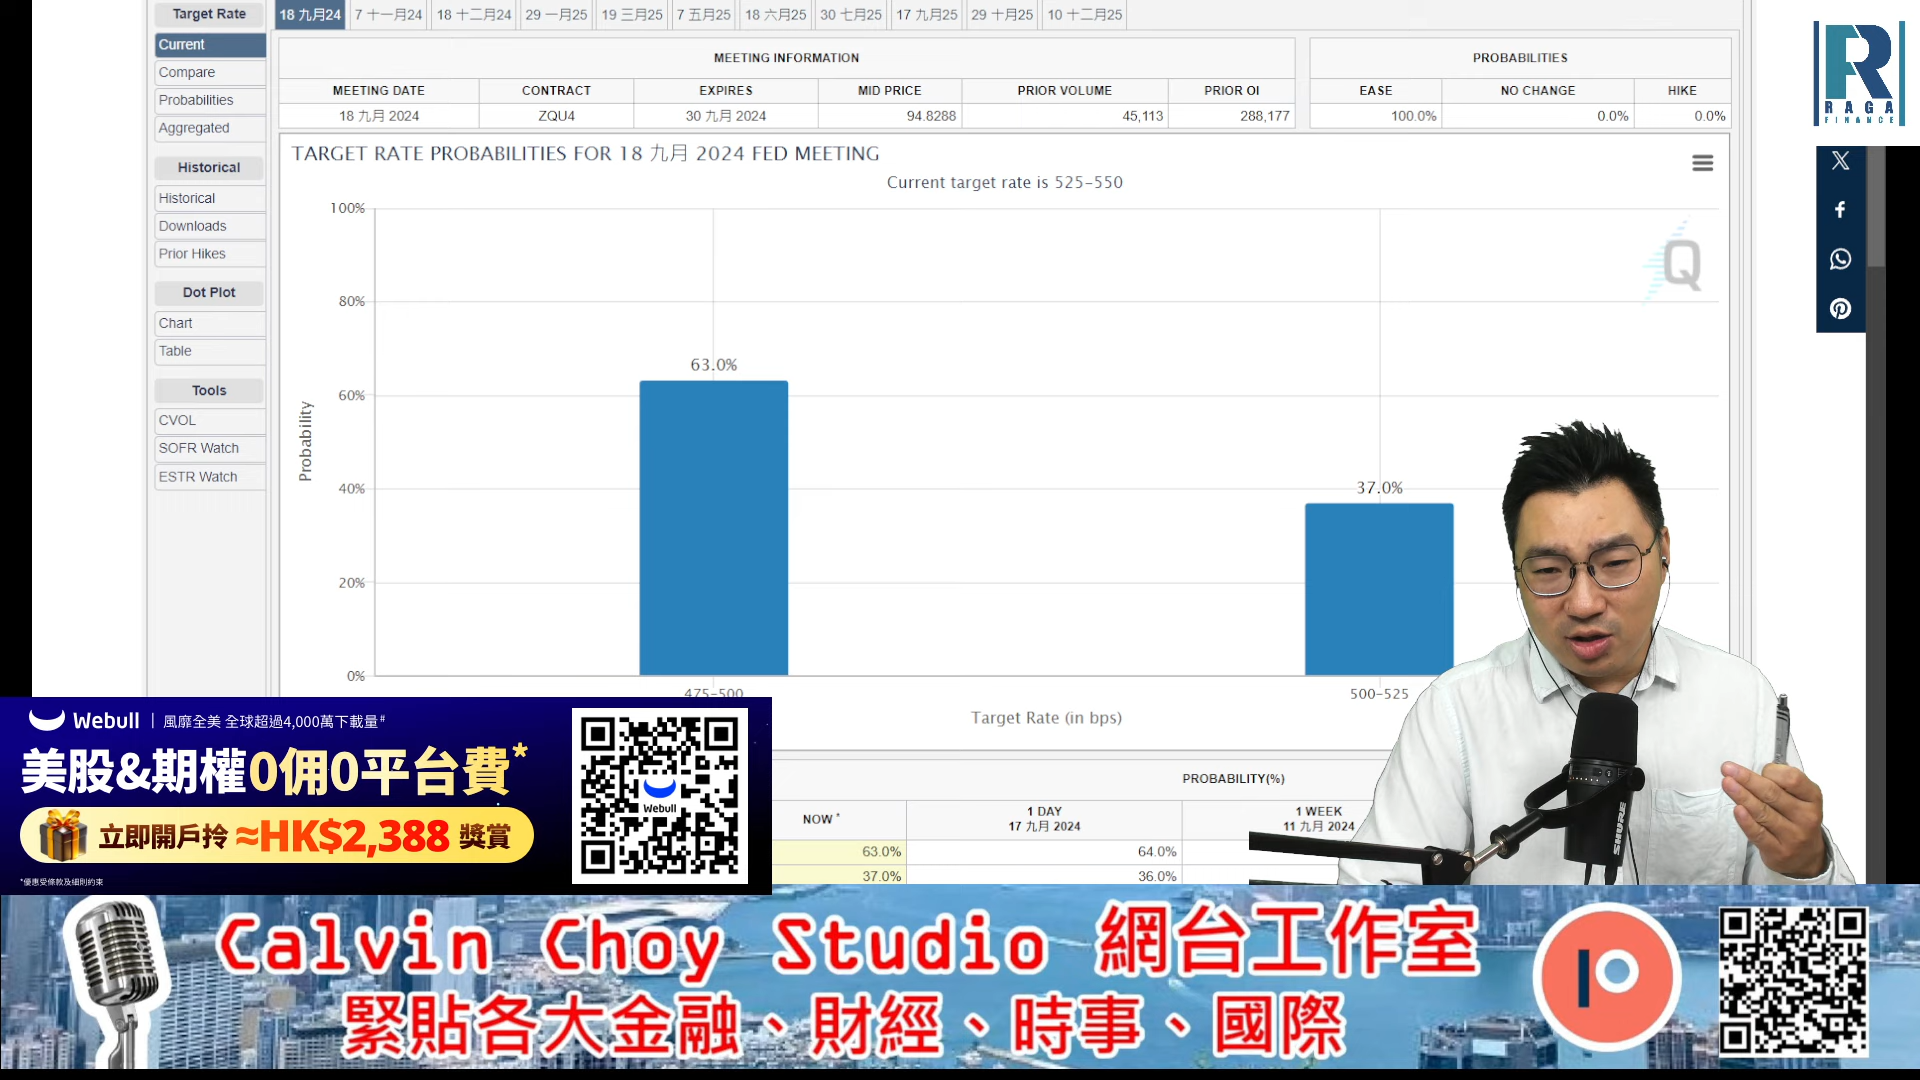 Target Rate
Current
Compare
Probabilities
Aggregated
Historical
Historical
Downloads
Prior Hikes
Dot Plot
Chart
Table
Tools
CVOL
SOFR Watch
ESTR Watch
18 九月24 7 十一月24 18 十二月24 29 一月25 19 三月25 7 五月25 18 六月25 30 七月25 17 九月25 29 十月25 10 十二月25
MEETING INFORMATION
MEETING DATE CONTRACT EXPIRES MID PRICE PRIOR VOLUME PRIOR OI
18 九月 2024 ZQU4 30 九月 2024 94.8288 45,113 288,177
PROBABILITIES
EASE NO CHANGE HIKE
100.0% 0.0% 0.0%
TARGET RATE PROBABILITIES FOR 18 九月 2024 FED MEETING
Current target rate is 525-550
100%
80%
60%
40%
20%
0%
Probability
Q
63.0%
37.0%
475-500 500-525
Target Rate (in bps)
PROBABILITY(%)
NOW * 1 DAY 1 WEEK
17 九月 2024 11 九月 2024
63.0% 64.0%
37.0% 36.0%
RAGA
FINANCE
SHURE
Webull | 風靡全美 全球超過4,000萬下載量#
美股&期權0佣0平台費*
立即開戶拎 ≈HK$2,388 獎賞
*優惠受條款及細則約束
Webull
Calvin Choy Studio 網台工作室
緊貼各大金融、財經、時事、國際